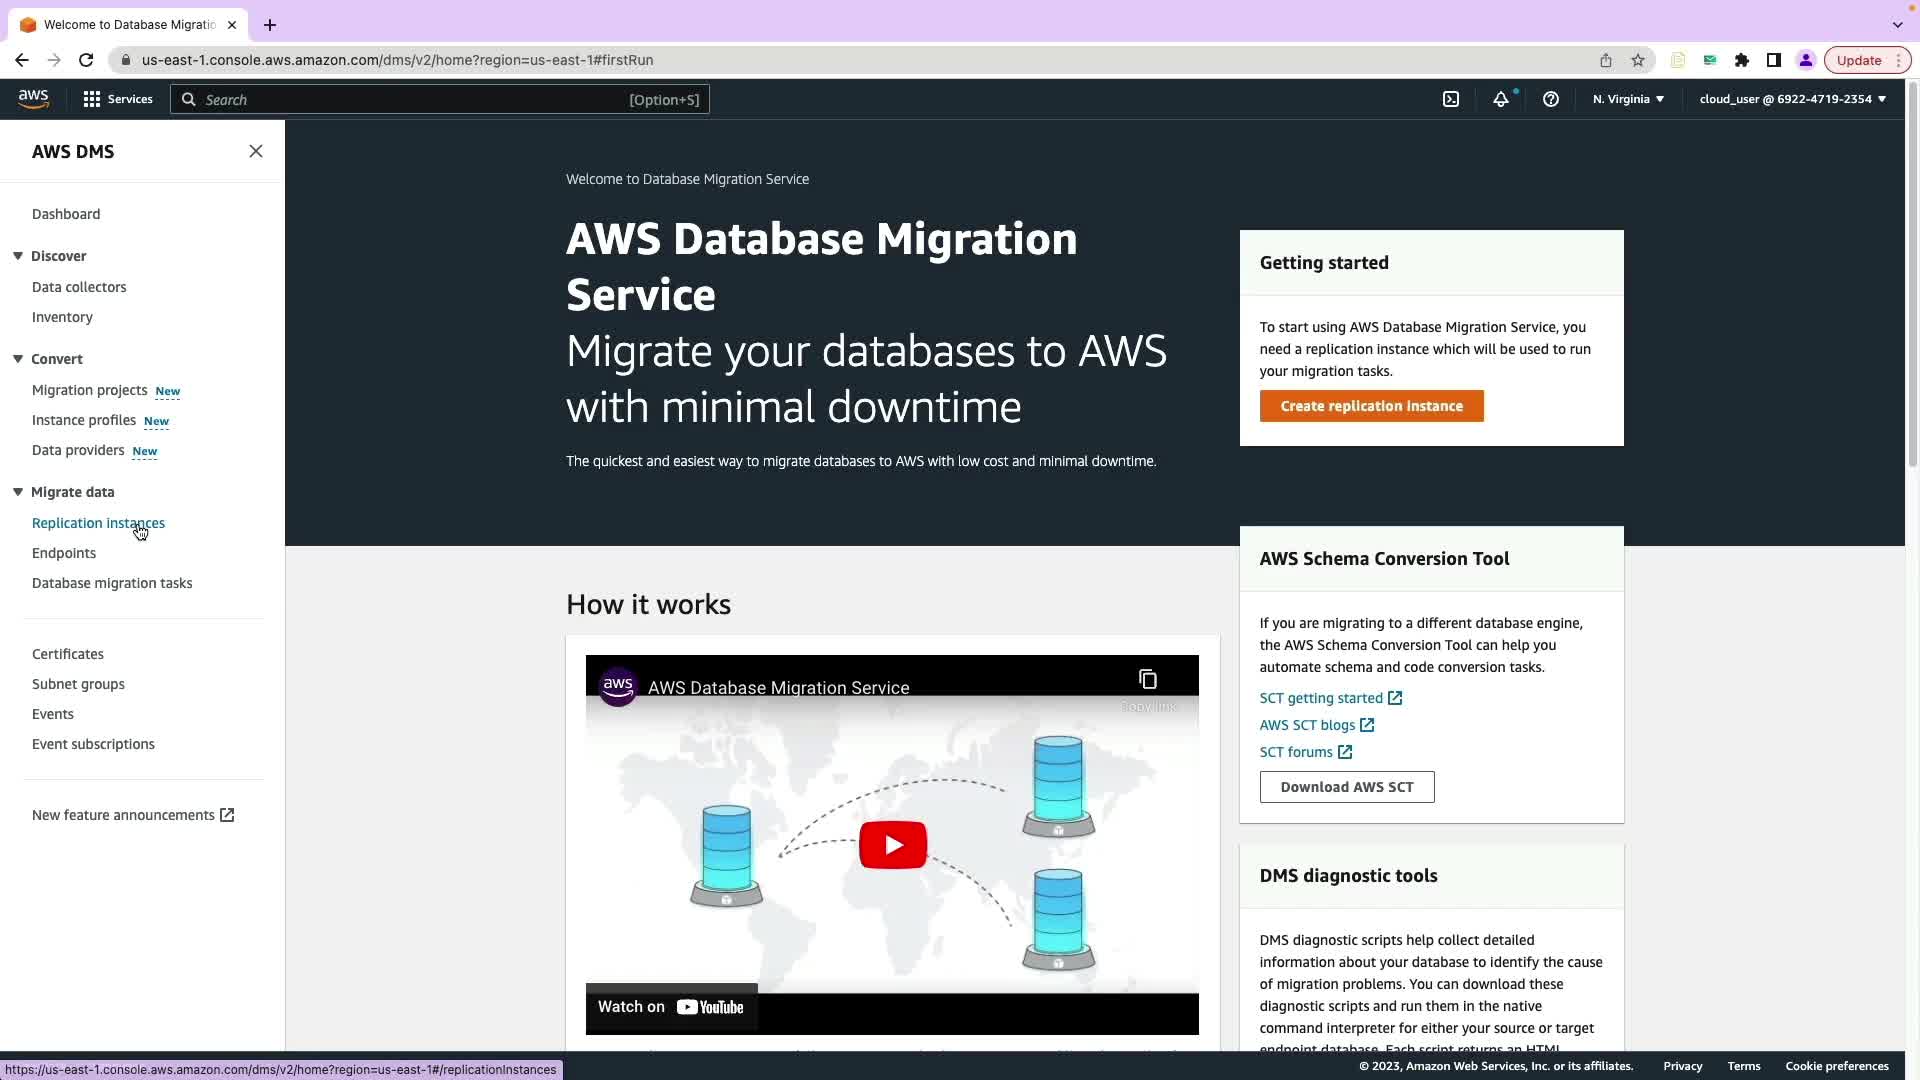 Welcome to Database Migratio
us-east-1.console.aws.amazon.com/dms/v2/home?region=us-east-1#firstRun
Update
aws
Services
Search
[Option+S]
N. Virginia
cloud_user @ 6922-4719-2354
AWS DMS
Dashboard
Discover
Data collectors
Inventory
Convert
Migration projects New
Instance profiles New
Data providers New
Migrate data
Replication instances
Endpoints
Database migration tasks
Certificates
Subnet groups
Events
Event subscriptions
New feature announcements
Welcome to Database Migration Service
AWS Database Migration
Service
Migrate your databases to AWS
with minimal downtime
The quickest and easiest way to migrate databases to AWS with low cost and minimal downtime.
Getting started
To start using AWS Database Migration Service, you
need a replication instance which will be used to run
your migration tasks.
Create replication instance
How it works
aws
AWS Database Migration Service
Copy link
Watch on YouTube
AWS Schema Conversion Tool
If you are migrating to a different database engine,
the AWS Schema Conversion Tool can help you
automate schema and code conversion tasks.
SCT getting started
AWS SCT blogs
SCT forums
Download AWS SCT
DMS diagnostic tools
DMS diagnostic scripts help collect detailed
information about your database to identify the cause
of migration problems. You can download these
diagnostic scripts and run them in the native
command interpreter for either your source or target
endpoint database. Each script returns an HTML
https://us-east-1.console.aws.amazon.com/dms/v2/home?region=us-east-1#/replicationInstances
© 2023, Amazon Web Services, Inc. or its affiliates.
Privacy
Terms
Cookie preferences